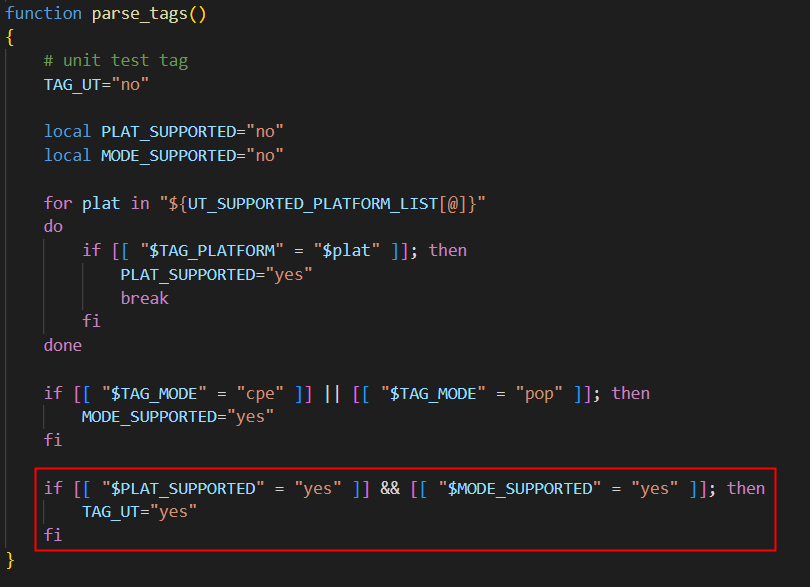 function parse_tags()
{
# unit test tag
TAG_UT="no"
local PLAT_SUPPORTED="no"
local MODE_SUPPORTED="no"
for plat in "${UT_SUPPORTED_PLATFORM_LIST[@]}"
do
if [[ "$TAG_PLATFORM" = "$plat" ]]; then
PLAT_SUPPORTED="yes"
break
fi
done
if [[ "$TAG_MODE" = "cpe" ]] || [[ "$TAG_MODE" = "pop" ]]; then
MODE_SUPPORTED="yes"
fi
if [[ "$PLAT_SUPPORTED" = "yes" ]] && [[ "$MODE_SUPPORTED" = "yes" ]]; then
TAG_UT="yes"
fi
}